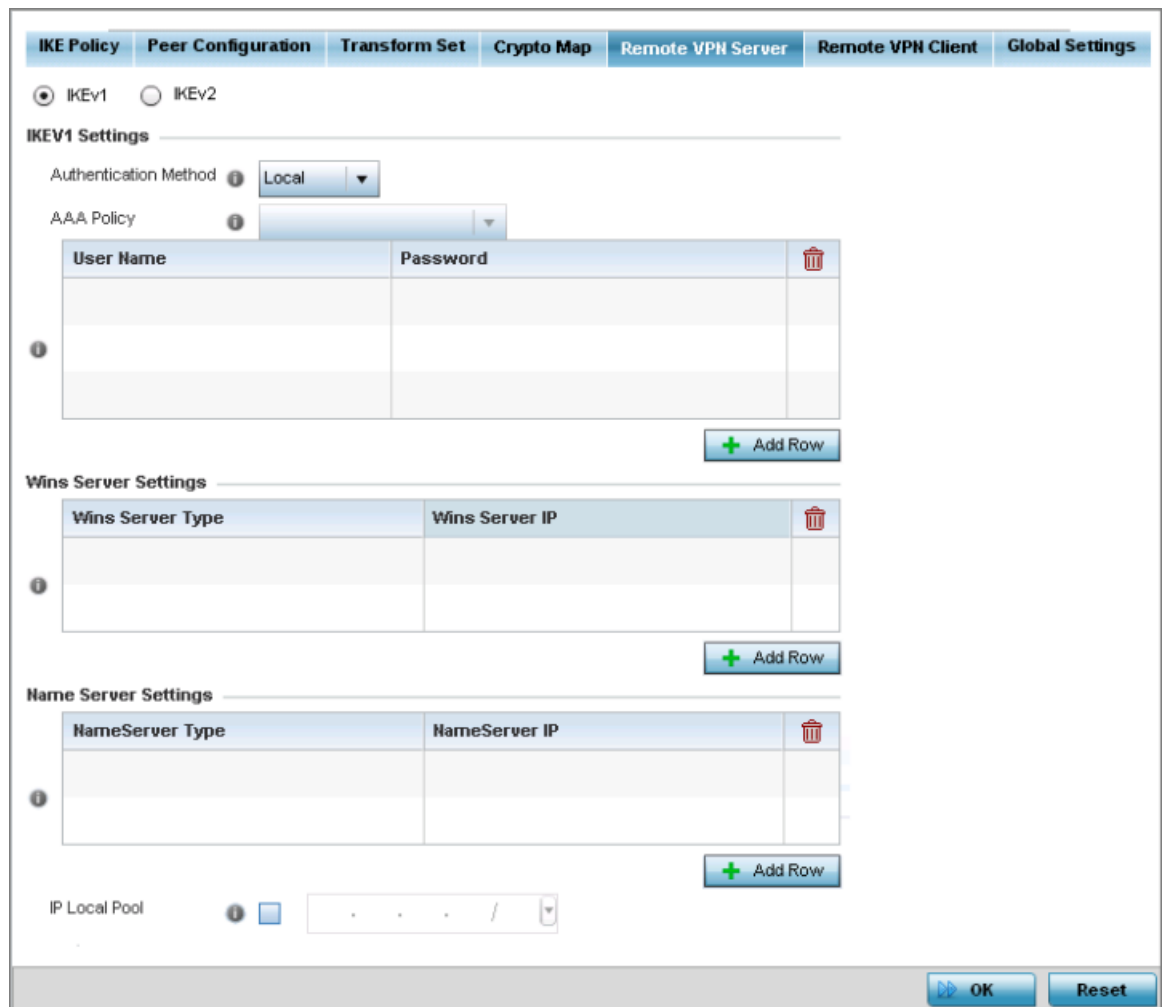 IKE Policy Peer Configuration Transform Set Crypto Map Remote VPN Server Remote VPN Client Global Settings
IKEv1 IKEv2
IKEV1 Settings
Authentication Method Local
AAA Policy
User Name Password
Add Row
Wins Server Settings
Wins Server Type Wins Server IP
Add Row
Name Server Settings
NameServer Type NameServer IP
Add Row
IP Local Pool . . . /
OK Reset